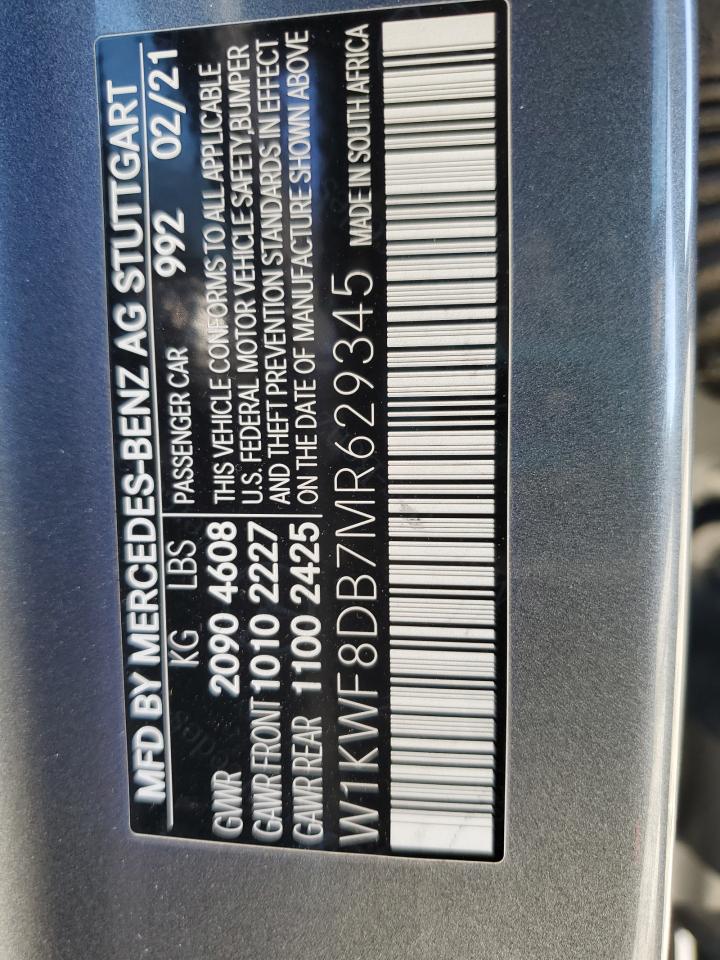 MFD BY MERCEDES-BENZ AG STUTTGART
KG LBS PASSENGER CAR 992 02/21
GVWR 2090 4608 THIS VEHICLE CONFORMS TO ALL APPLICABLE
GAWR FRONT 1010 2227 U.S. FEDERAL MOTOR VEHICLE SAFETY, BUMPER
GAWR REAR 1100 2425 AND THEFT PREVENTION STANDARDS IN EFFECT
ON THE DATE OF MANUFACTURE SHOWN ABOVE
W1KWF8DB7MR629345 MADE IN SOUTH AFRICA